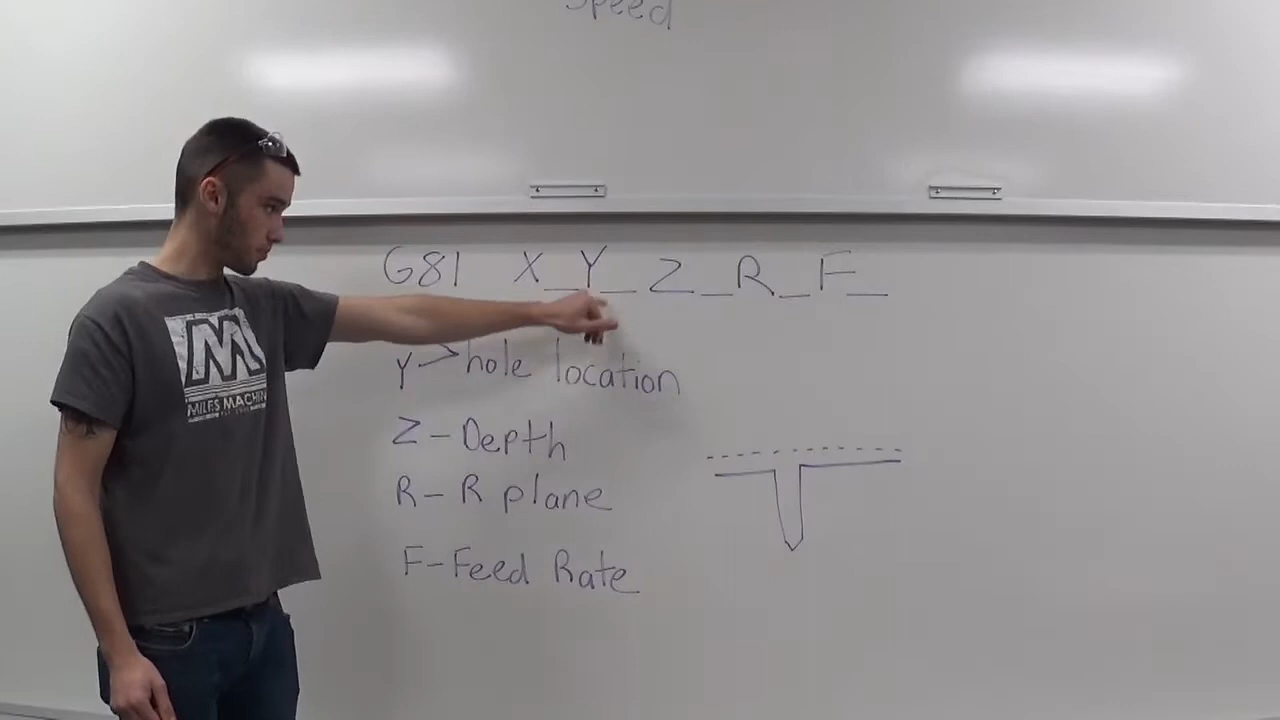 Speed
G81 X_Y_Z_R_F_
Y > hole location
Z - Depth
R - R plane
F - Feed Rate
M
MILES MACHIN